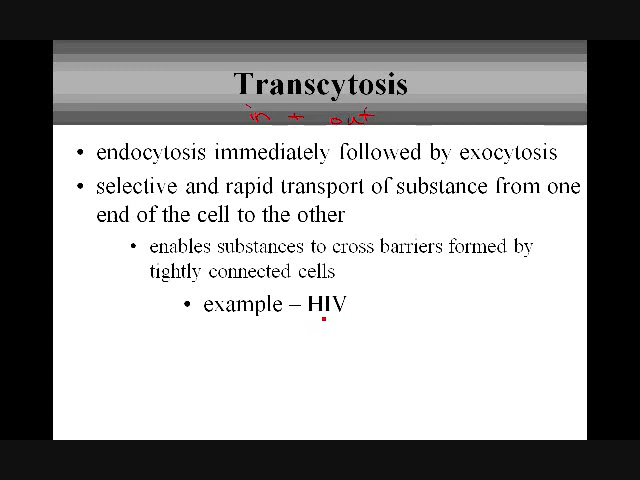 Transcytosis
in + out
• endocytosis immediately followed by exocytosis
• selective and rapid transport of substance from one
end of the cell to the other
• enables substances to cross barriers formed by
tightly connected cells
• example – HIV